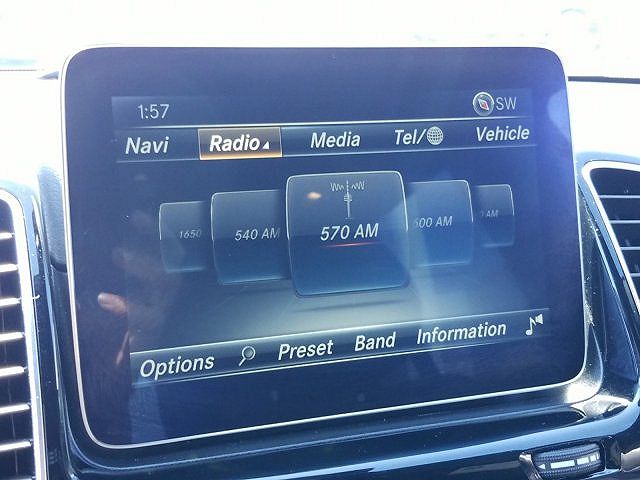 1:57 SW
Navi Radio Media Tel/ Vehicle
1650 540 AM 570 AM 600 AM AM
Options Preset Band Information